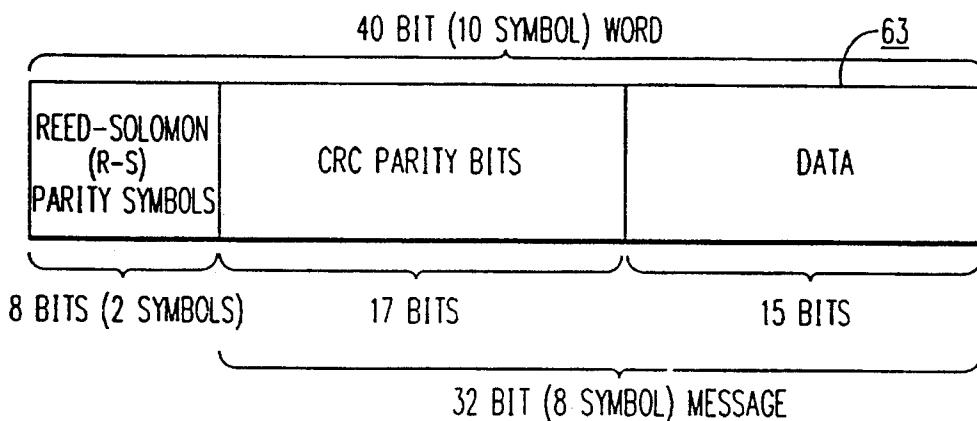 40 BIT (10 SYMBOL) WORD
63
REED-SOLOMON
(R-S)
PARITY SYMBOLS
CRC PARITY BITS
DATA
8 BITS (2 SYMBOLS)
17 BITS
15 BITS
32 BIT (8 SYMBOL) MESSAGE